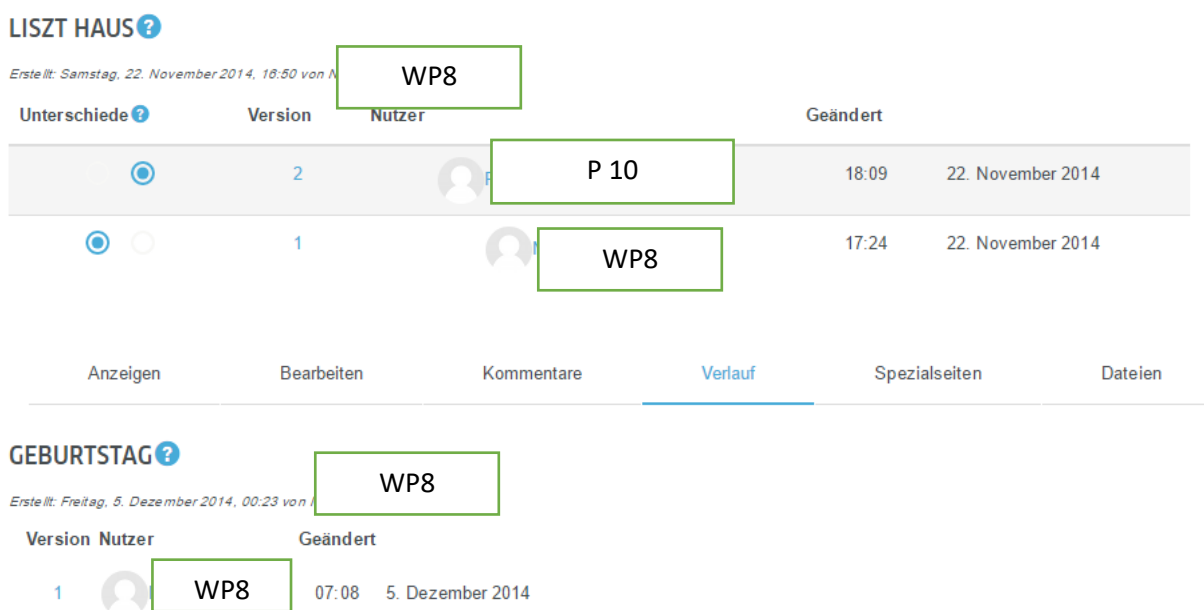 LISZT HAUS?
Erstellt: Samstag, 22. November 2014, 16:50 von N WP8
Unterschiede? Version Nutzer Geändert
2 P 10 18:09 22. November 2014
1 WP8 17:24 22. November 2014
Anzeigen Bearbeiten Kommentare Verlauf Spezialseiten Dateien
GEBURTSTAG?
Erstellt: Freitag, 5. Dezember 2014, 00:23 von WP8
Version Nutzer Geändert
1 WP8 07:08 5. Dezember 2014